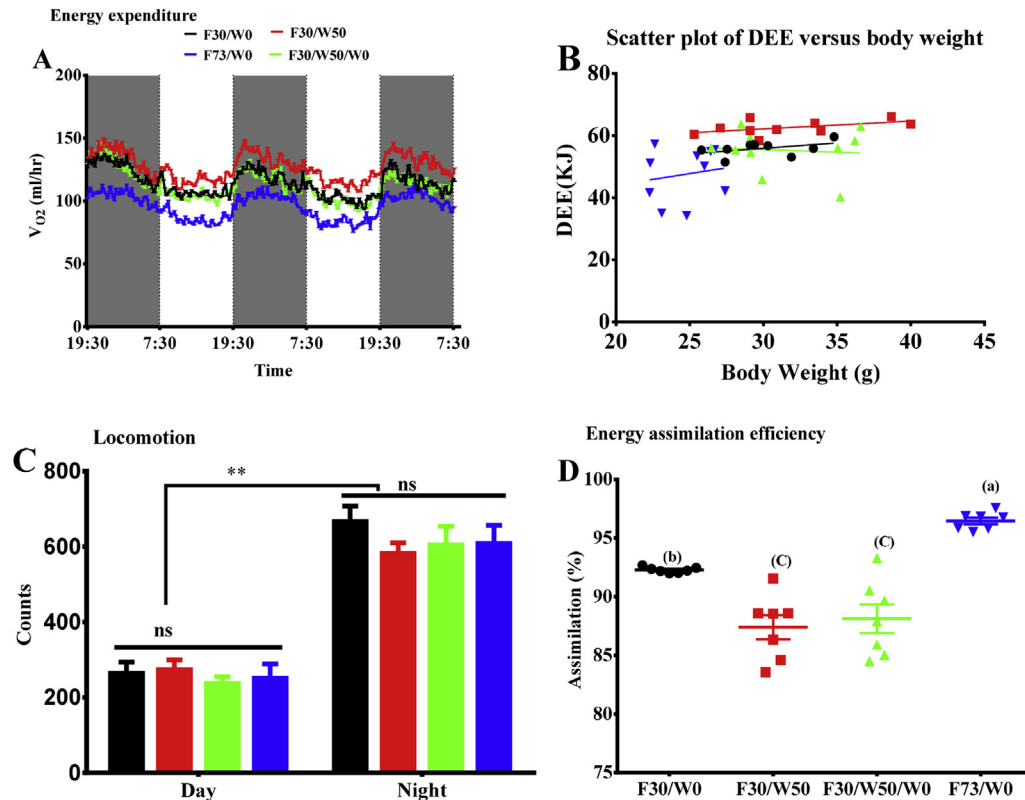 Energy expenditure
F30/W0 F30/W50
F73/W0 F30/W50/W0
A
200
150
100
50
0
VO2 (ml/hr)
19:30 7:30 19:30 7:30 19:30 7:30
Time
Scatter plot of DEE versus body weight
B
80
60
40
20
0
DEE(KJ)
20 25 30 35 40 45
Body Weight (g)
Locomotion
C
800
600
400
200
0
Counts
**
ns
ns
Day Night
Energy assimilation efficiency
D
100
95
90
85
80
75
Assimilation (%)
(b)
(C)
(C)
(a)
F30/W0 F30/W50 F30/W50/W0 F73/W0